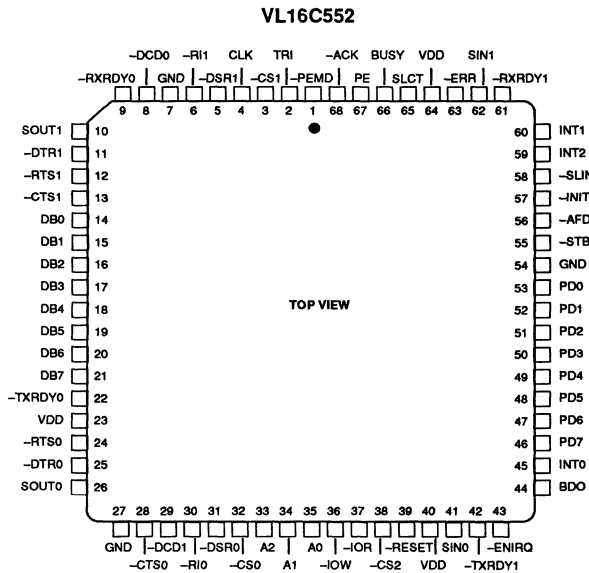 VL16C552
–DCD0 –RI1 CLK TRI –ACK BUSY VDD SIN1
–RXRDY0 GND –DSR1 –CS1 –PEMD PE SLCT –ERR –RXRDY1
9 8 7 6 5 4 3 2 1 68 67 66 65 64 63 62 61
SOUT1 10 60 INT1
–DTR1 11 59 INT2
–RTS1 12 58 –SLIN
–CTS1 13 57 –INIT
DB0 14 56 –AFD
DB1 15 55 –STB
DB2 16 54 GND
DB3 17 53 PD0
DB4 18 52 PD1
TOP VIEW
DB5 19 51 PD2
DB6 20 50 PD3
DB7 21 49 PD4
–TXRDY0 22 48 PD5
VDD 23 47 PD6
–RTS0 24 46 PD7
–DTR0 25 45 INT0
SOUT0 26 44 BDO
27 28 29 30 31 32 33 34 35 36 37 38 39 40 41 42 43
GND –DCD1 –DSR0 A2 A0 –IOR –RESET SIN0 –ENIRQ
–CTS0 –RI0 –CS0 A1 –IOW –CS2 VDD –TXRDY1